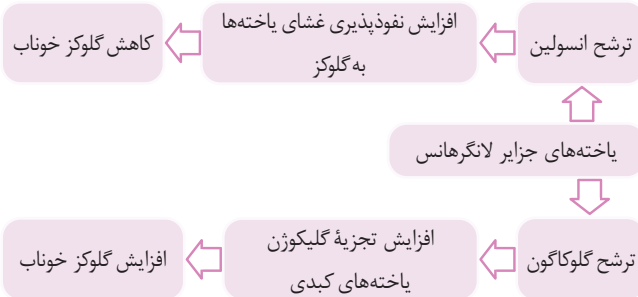 ترشح انسولین
افزایش نفوذپذیری غشای یاخته‌ها
به گلوکز
کاهش گلوکز خوناب
یاخته‌های جزایر لانگرهانس
ترشح گلوکاگون
افزایش تجزیهٔ گلیکوژن
یاخته‌های کبدی
افزایش گلوکز خوناب